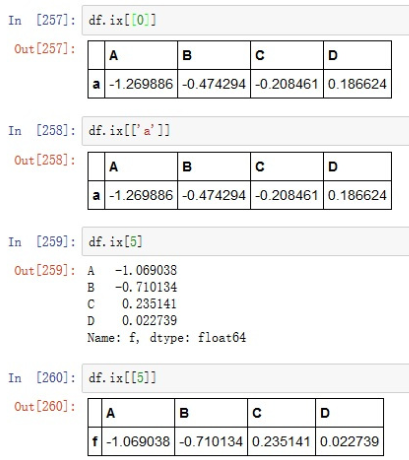 In [257]: df.ix[[0]]
Out[257]:
A B C D
a -1.269886 -0.474294 -0.208461 0.186624
In [258]: df.ix[['a']]
Out[258]:
A B C D
a -1.269886 -0.474294 -0.208461 0.186624
In [259]: df.ix[5]
Out[259]: A -1.069038
B -0.710134
C 0.235141
D 0.022739
Name: f, dtype: float64
In [260]: df.ix[[5]]
Out[260]:
A B C D
f -1.069038 -0.710134 0.235141 0.022739